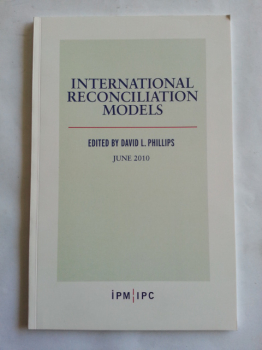 INTERNATIONAL
RECONCILIATION
MODELS
EDITED BY DAVID L. PHILLIPS
JUNE 2010
İPM|IPC